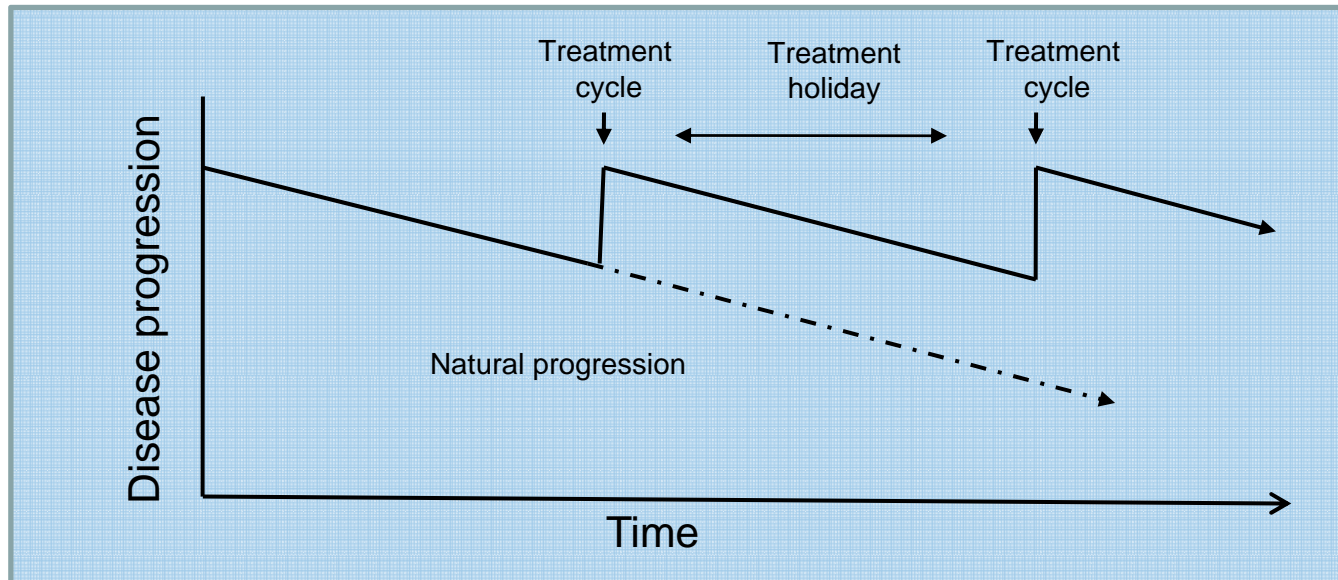 Treatment
cycle
Treatment
holiday
Treatment
cycle
Disease progression
Natural progression
Time